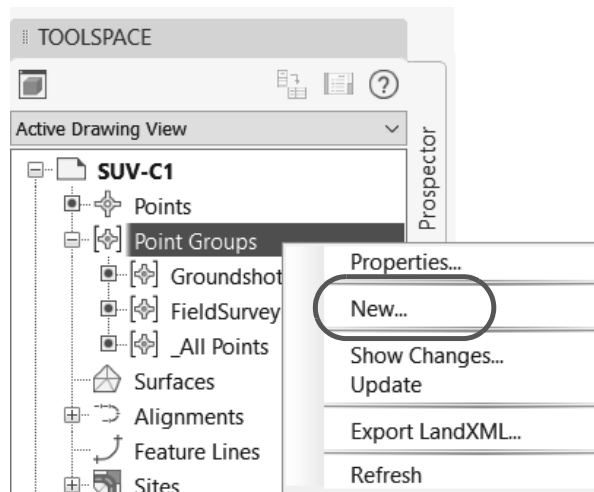 TOOLSPACE
?
Active Drawing View
Prospector
SUV-C1
Points
Point Groups
Groundshot
FieldSurvey
_All Points
Surfaces
Alignments
Feature Lines
Sites
Properties...
New...
Show Changes...
Update
Export LandXML...
Refresh